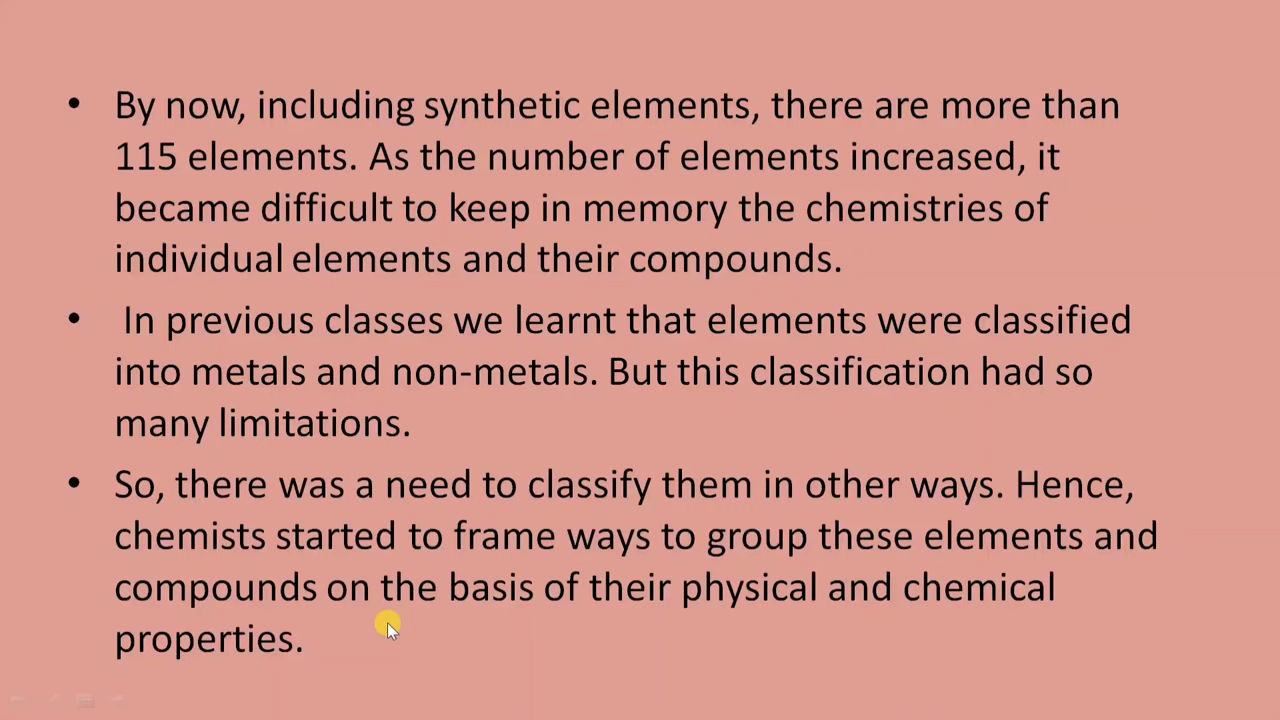 • By now, including synthetic elements, there are more than
115 elements. As the number of elements increased, it
became difficult to keep in memory the chemistries of
individual elements and their compounds.
• In previous classes we learnt that elements were classified
into metals and non-metals. But this classification had so
many limitations.
• So, there was a need to classify them in other ways. Hence,
chemists started to frame ways to group these elements and
compounds on the basis of their physical and chemical
properties.